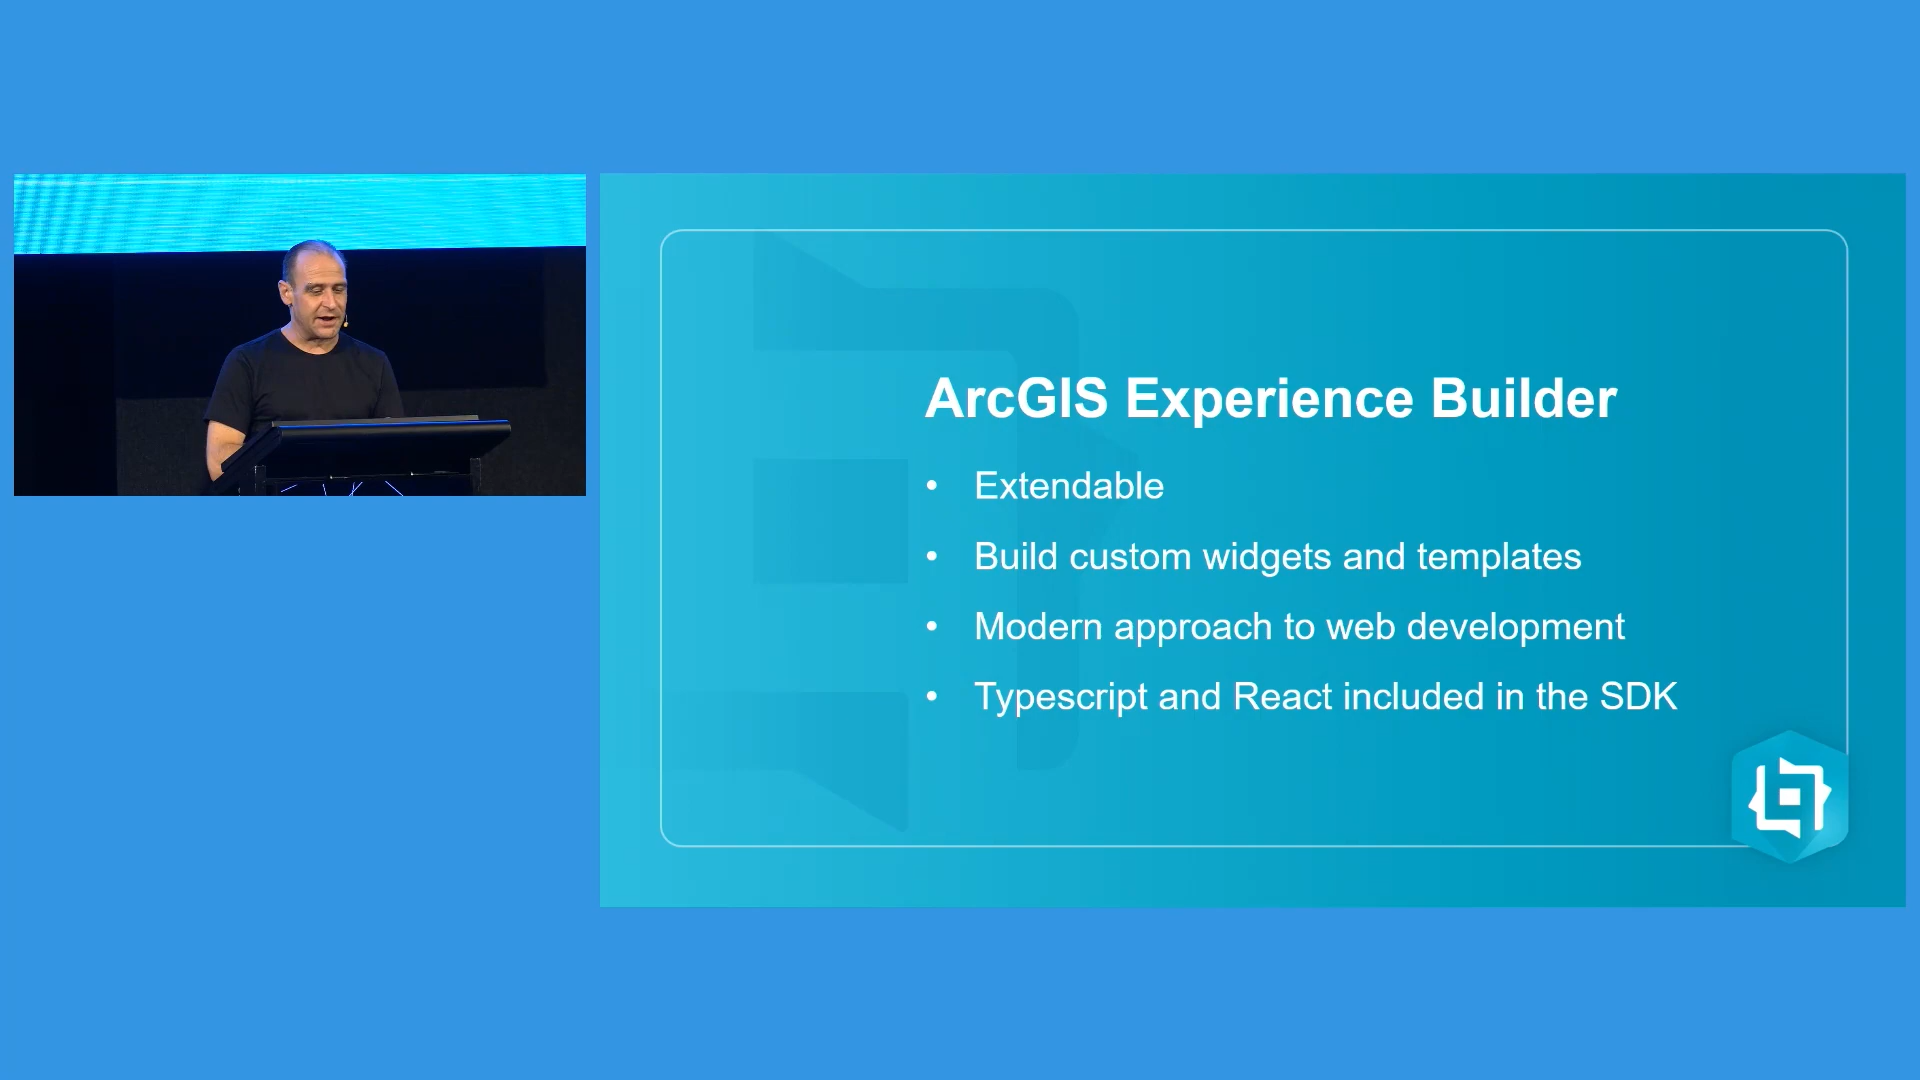 ArcGIS Experience Builder
• Extendable
• Build custom widgets and templates
• Modern approach to web development
• Typescript and React included in the SDK